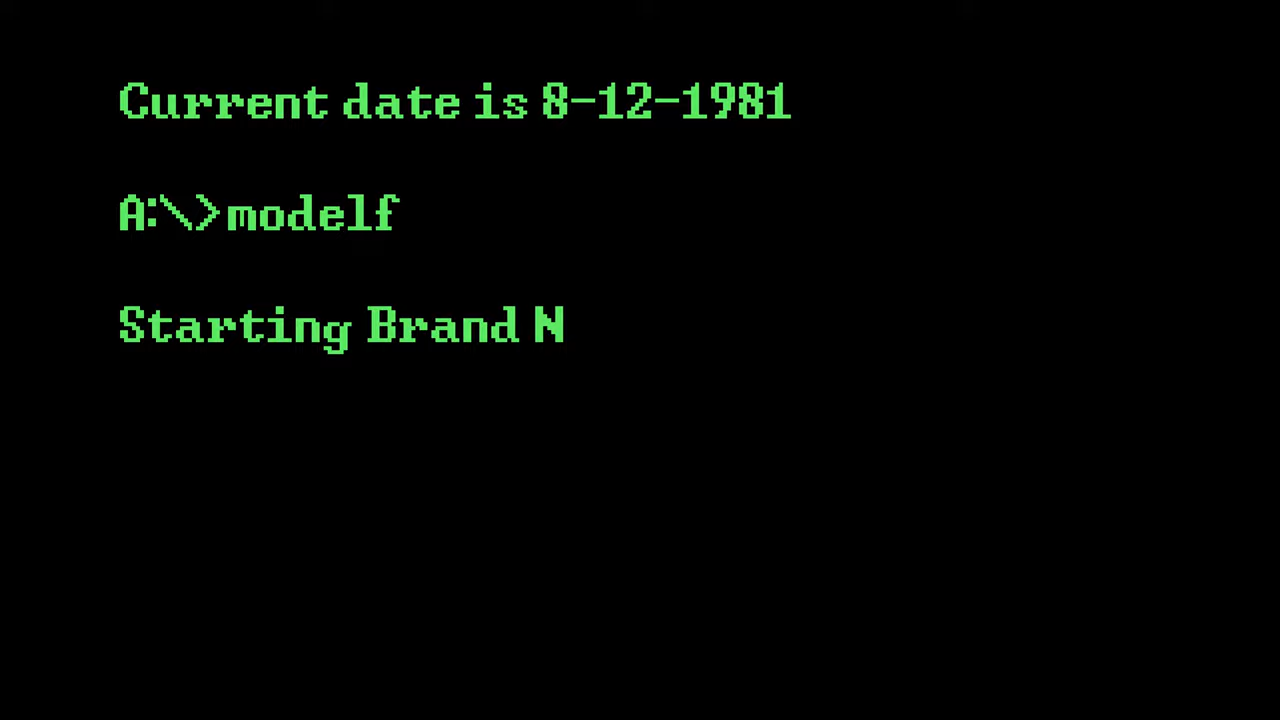 Current date is 8-12-1981
A:\>modelf
Starting Brand N